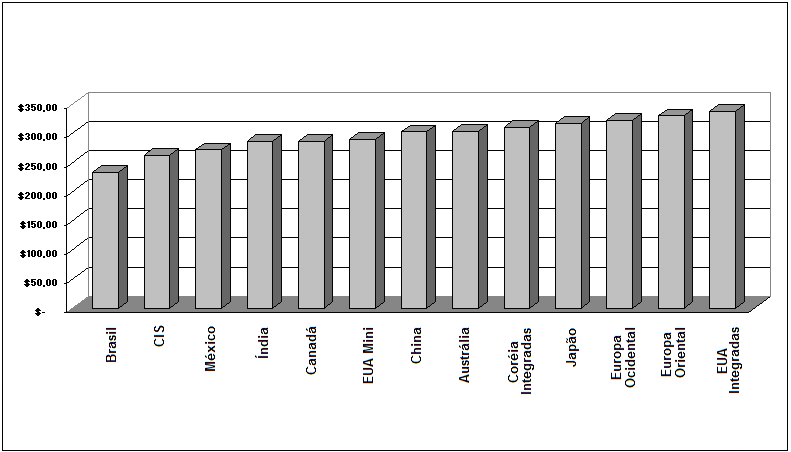 $350,00
$300,00
$250,00
$200,00
$150,00
$100,00
$50,00
$-
Brasil
CIS
México
Índia
Canadá
EUA Mini
China
Austrália
Coréia
Integradas
Japão
Europa
Ocidental
Europa
Oriental
EUA
Integradas